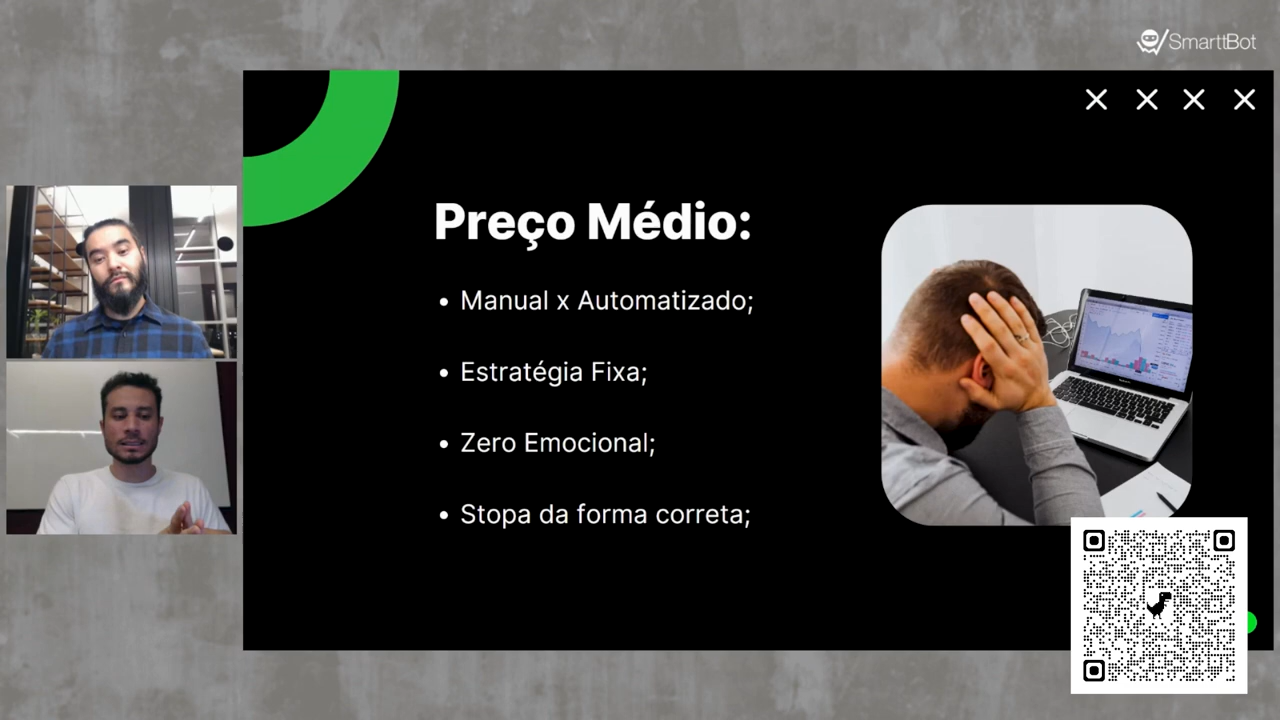 SmarttBot
Preço Médio:
• Manual x Automatizado;
• Estratégia Fixa;
• Zero Emocional;
• Stopa da forma correta;